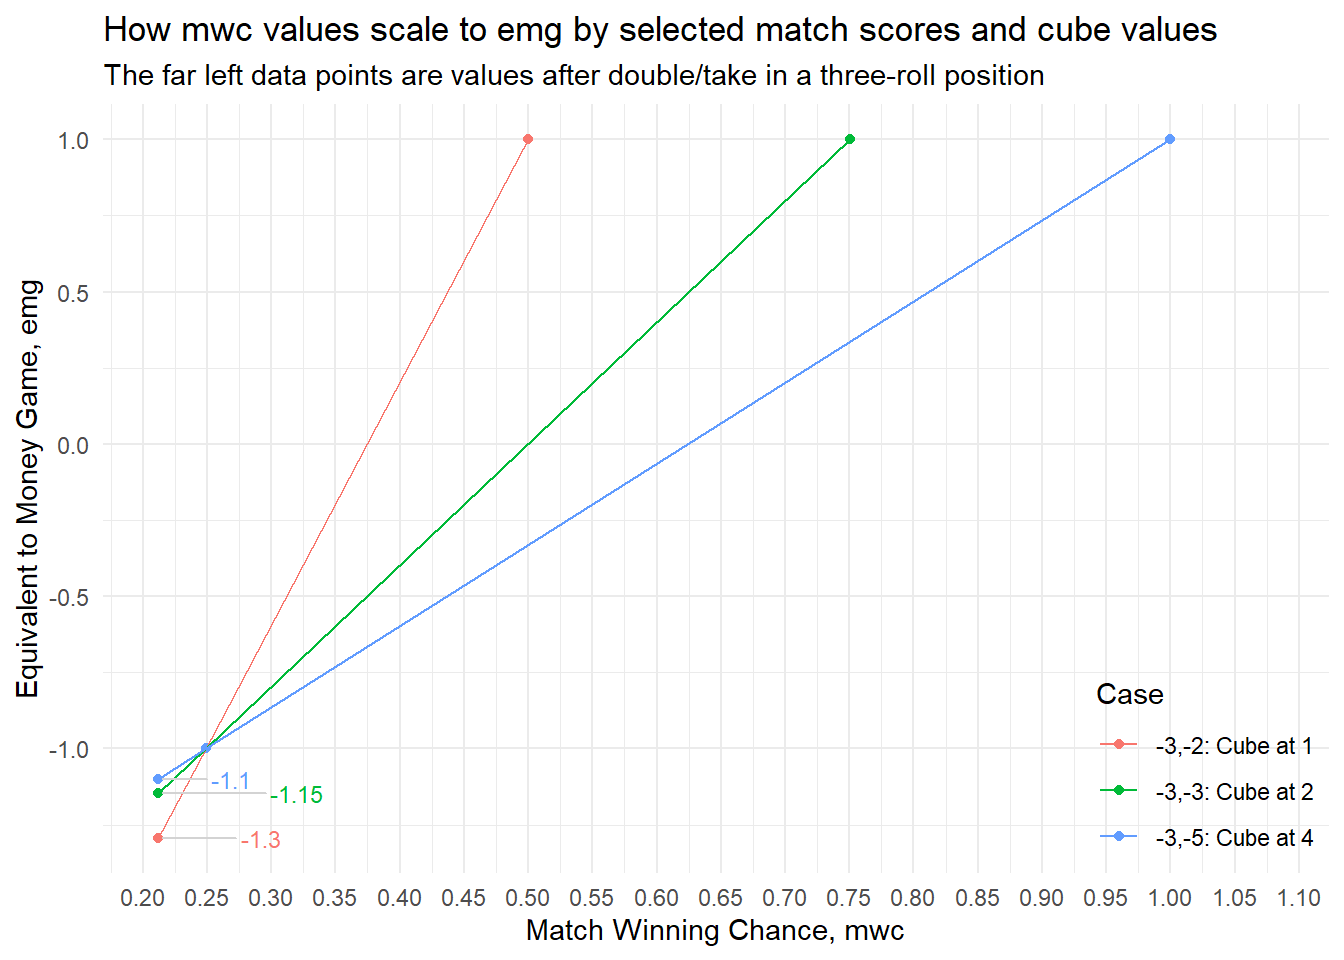 How mwc values scale to emg by selected match scores and cube values
The far left data points are values after double/take in a three-roll position
Equivalent to Money Game, emg
1.0
0.5
0.0
-0.5
-1.0
-1.1
-1.15
-1.3
Case
-3,-2: Cube at 1
-3,-3: Cube at 2
-3,-5: Cube at 4
0.20 0.25 0.30 0.35 0.40 0.45 0.50 0.55 0.60 0.65 0.70 0.75 0.80 0.85 0.90 0.95 1.00 1.05 1.10
Match Winning Chance, mwc